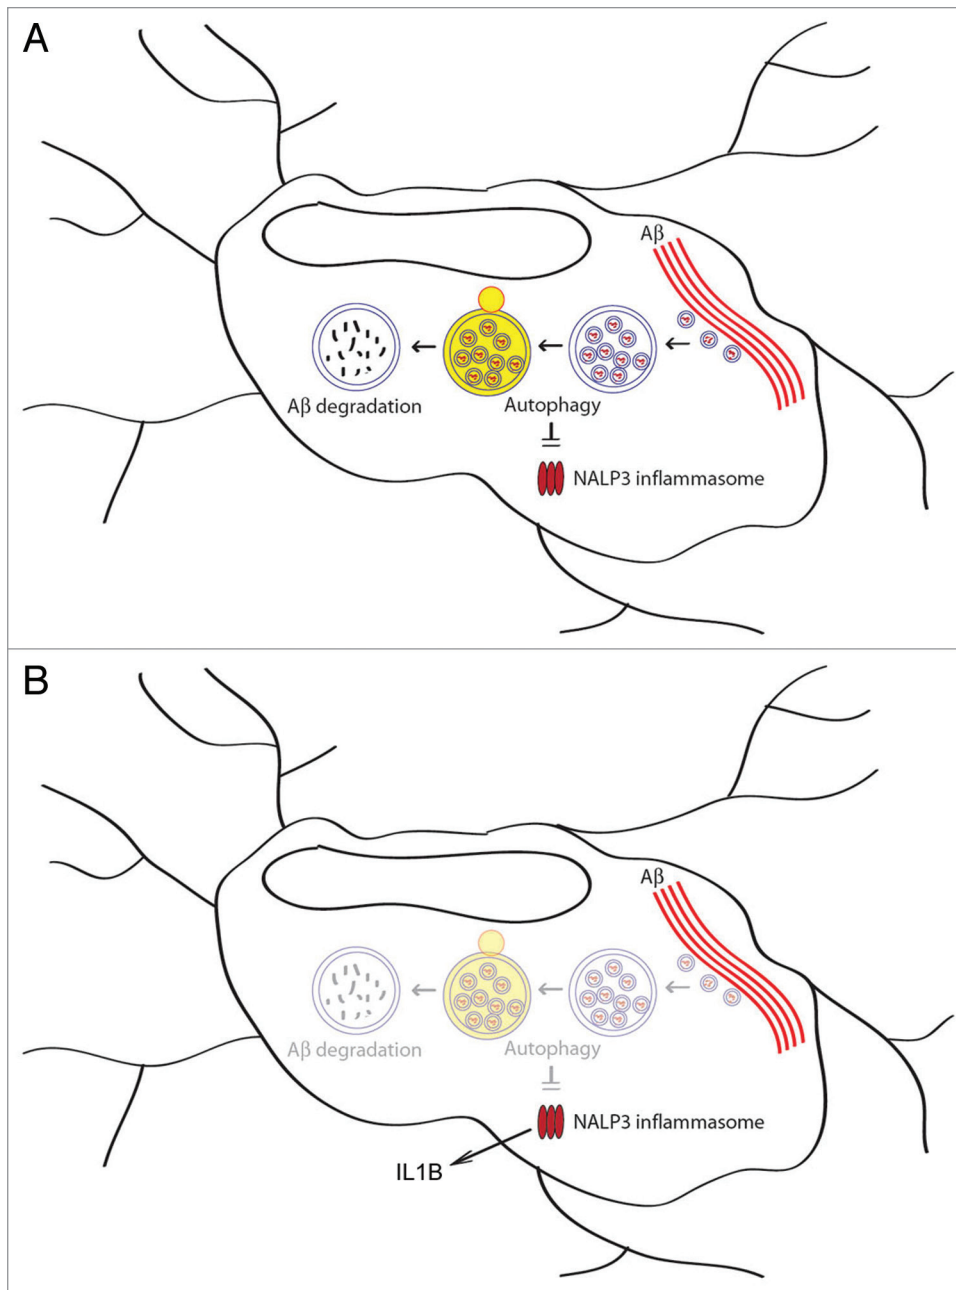 A
Aβ
Aβ degradation
Autophagy
NALP3 inflammasome
B
Aβ
Aβ degradation
Autophagy
NALP3 inflammasome
IL1B